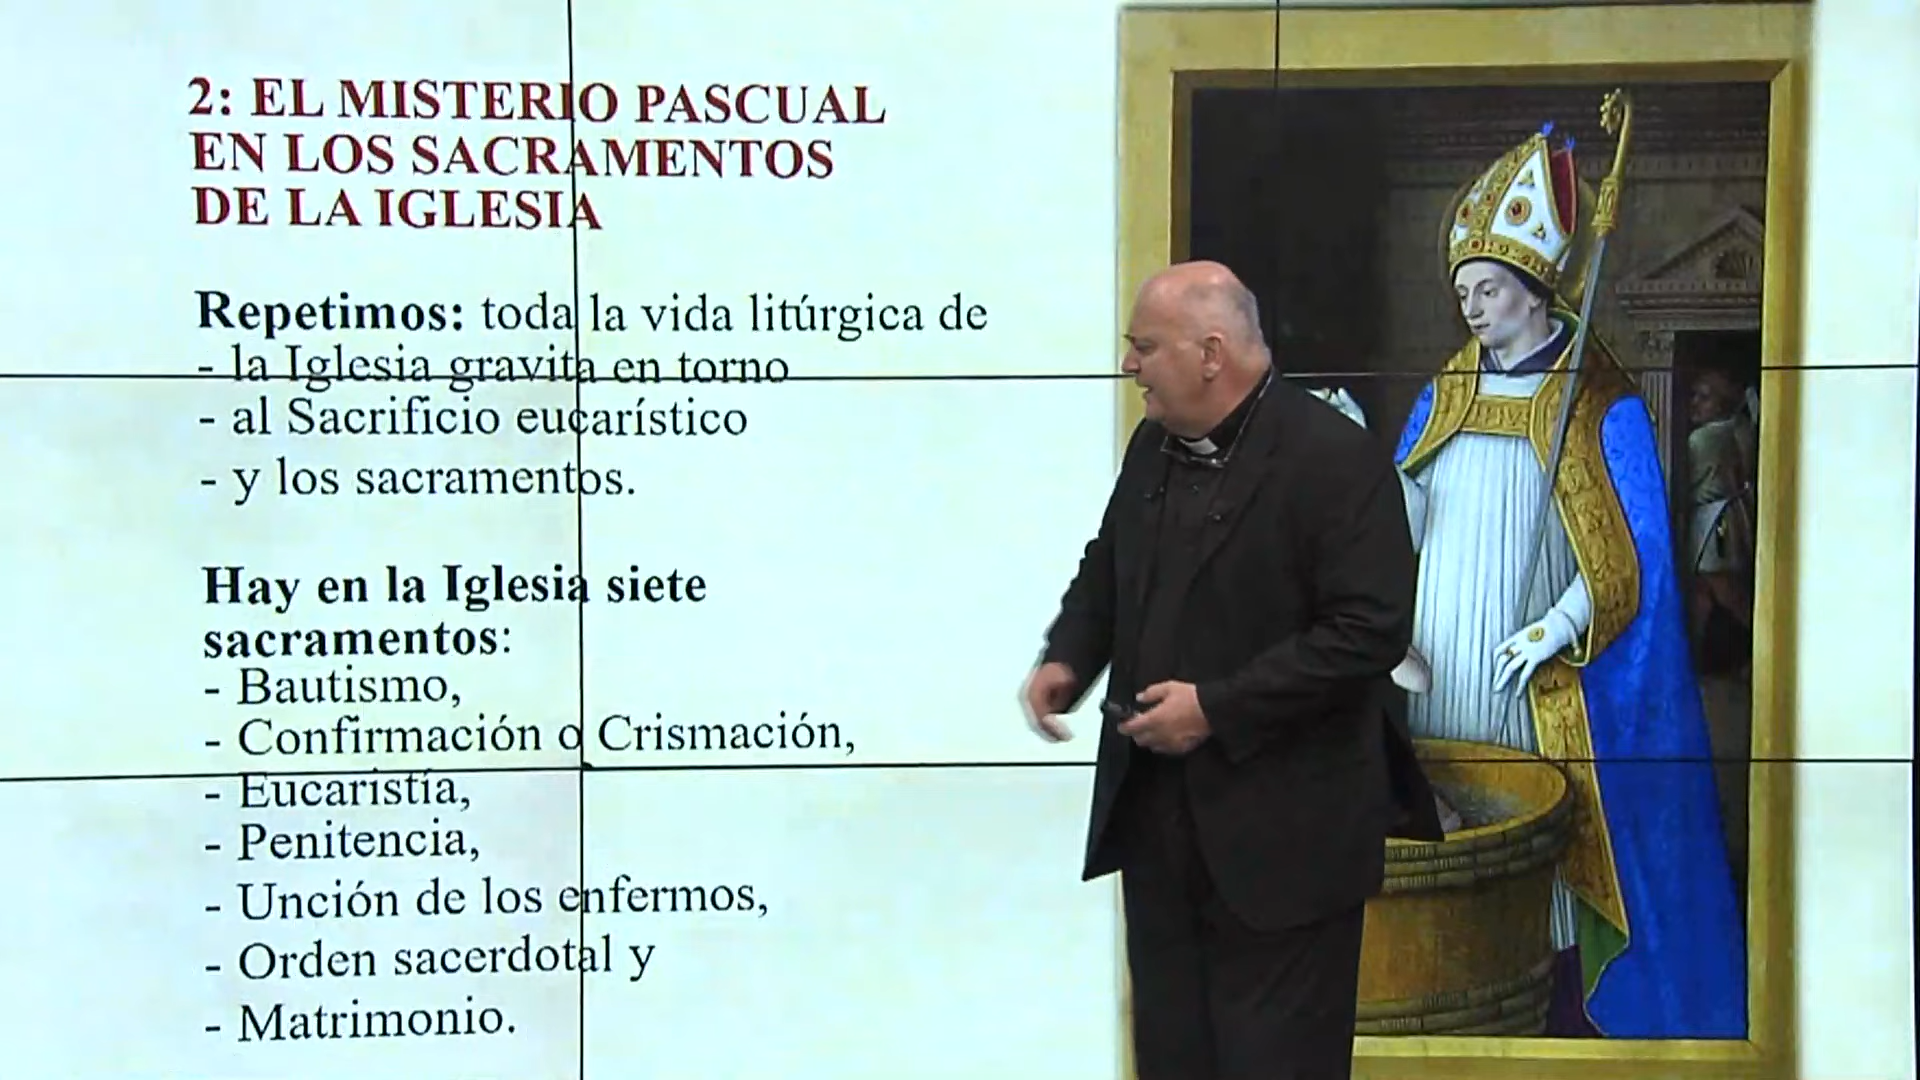 2: EL MISTERIO PASCUAL
EN LOS SACRAMENTOS
DE LA IGLESIA
Repetimos: toda la vida litúrgica de
- la Iglesia gravita en torno
- al Sacrificio eucarístico
- y los sacramentos.
Hay en la Iglesia siete
sacramentos:
- Bautismo,
- Confirmación o Crismación,
- Eucaristía,
- Penitencia,
- Unción de los enfermos,
- Orden sacerdotal y
- Matrimonio.